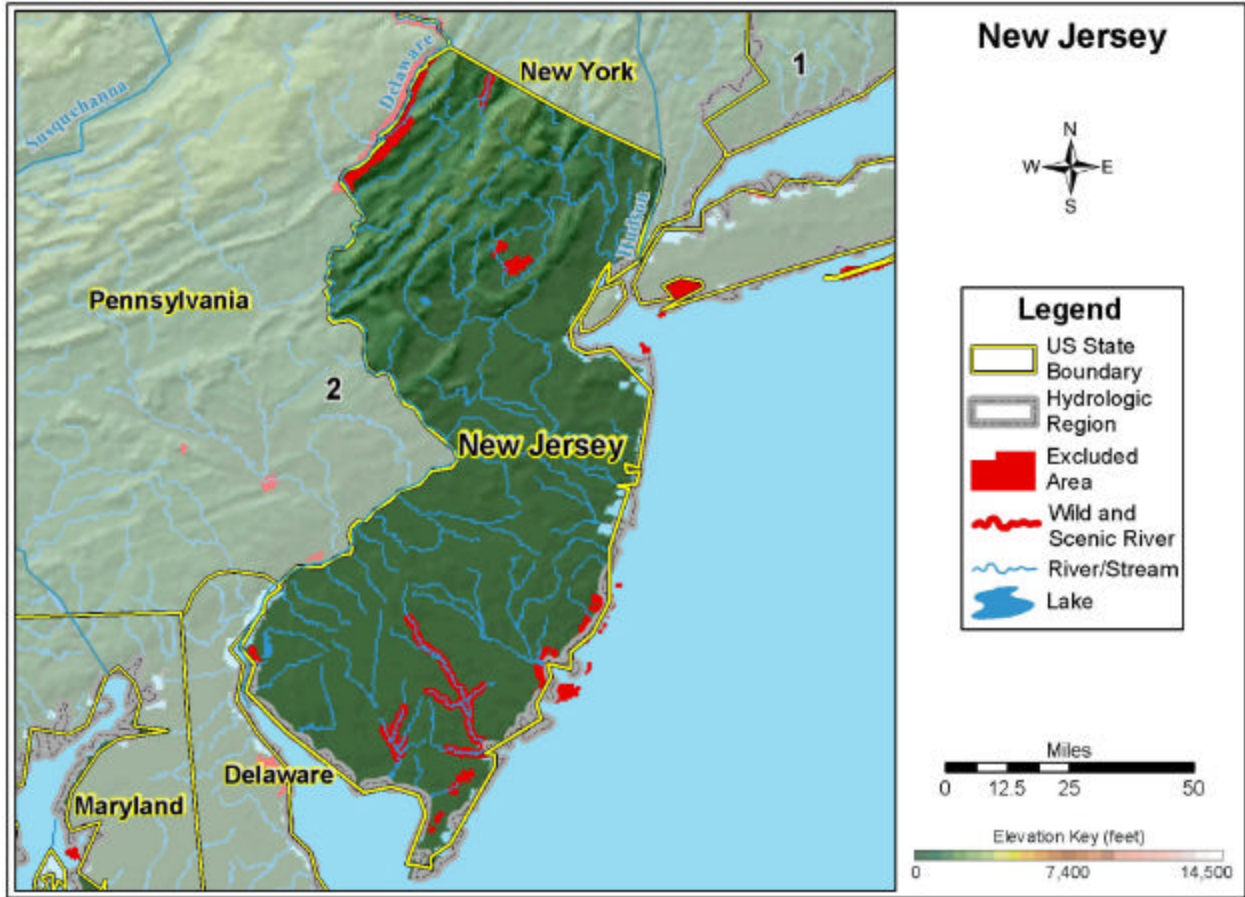 New Jersey
1
New York
Delaware
Susquehanna
Hudson
Pennsylvania
2
New Jersey
Delaware
Maryland
N
W E
S
Legend
US State
Boundary
Hydrologic
Region
Excluded
Area
Wild and
Scenic River
River/Stream
Lake
Miles
0 12.5 25 50
Elevation Key (feet)
0 7,400 14,500